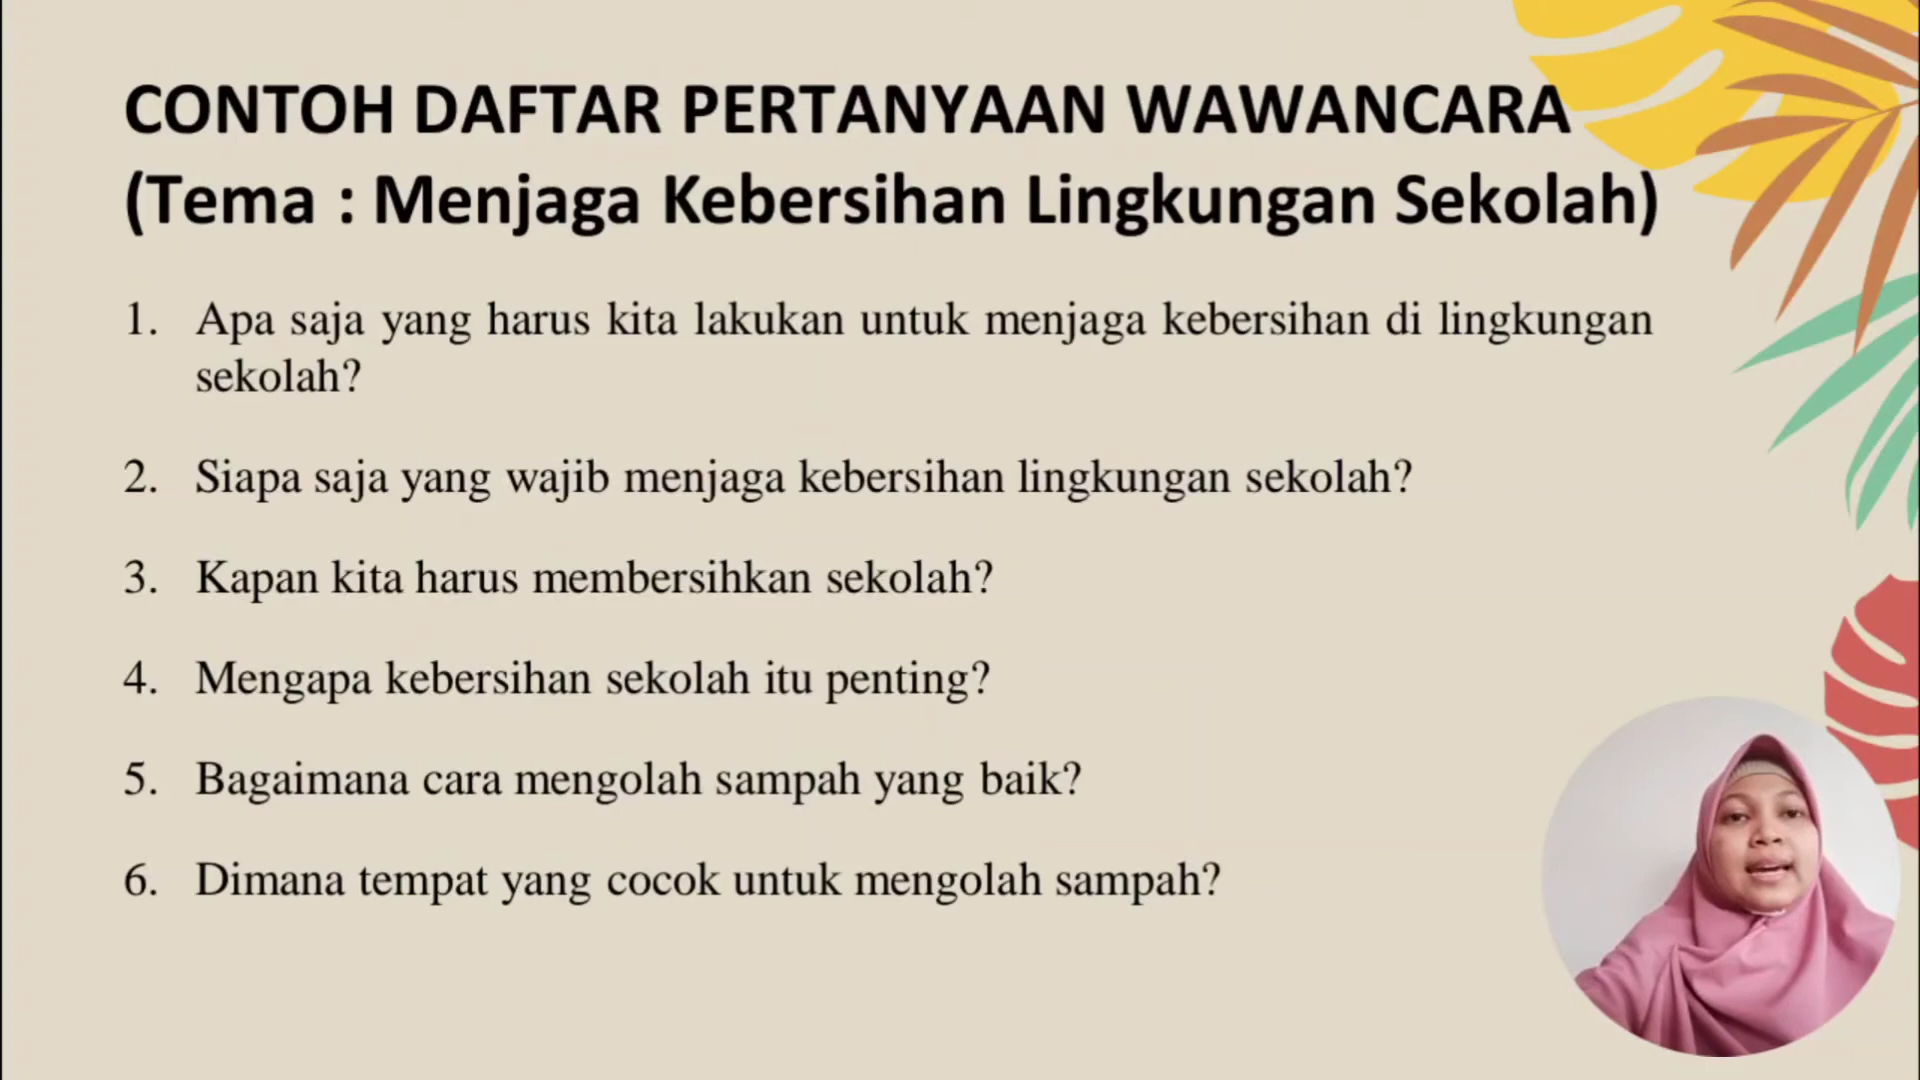 CONTOH DAFTAR PERTANYAAN WAWANCARA
(Tema : Menjaga Kebersihan Lingkungan Sekolah)
1. Apa saja yang harus kita lakukan untuk menjaga kebersihan di lingkungan
sekolah?
2. Siapa saja yang wajib menjaga kebersihan lingkungan sekolah?
3. Kapan kita harus membersihkan sekolah?
4. Mengapa kebersihan sekolah itu penting?
5. Bagaimana cara mengolah sampah yang baik?
6. Dimana tempat yang cocok untuk mengolah sampah?